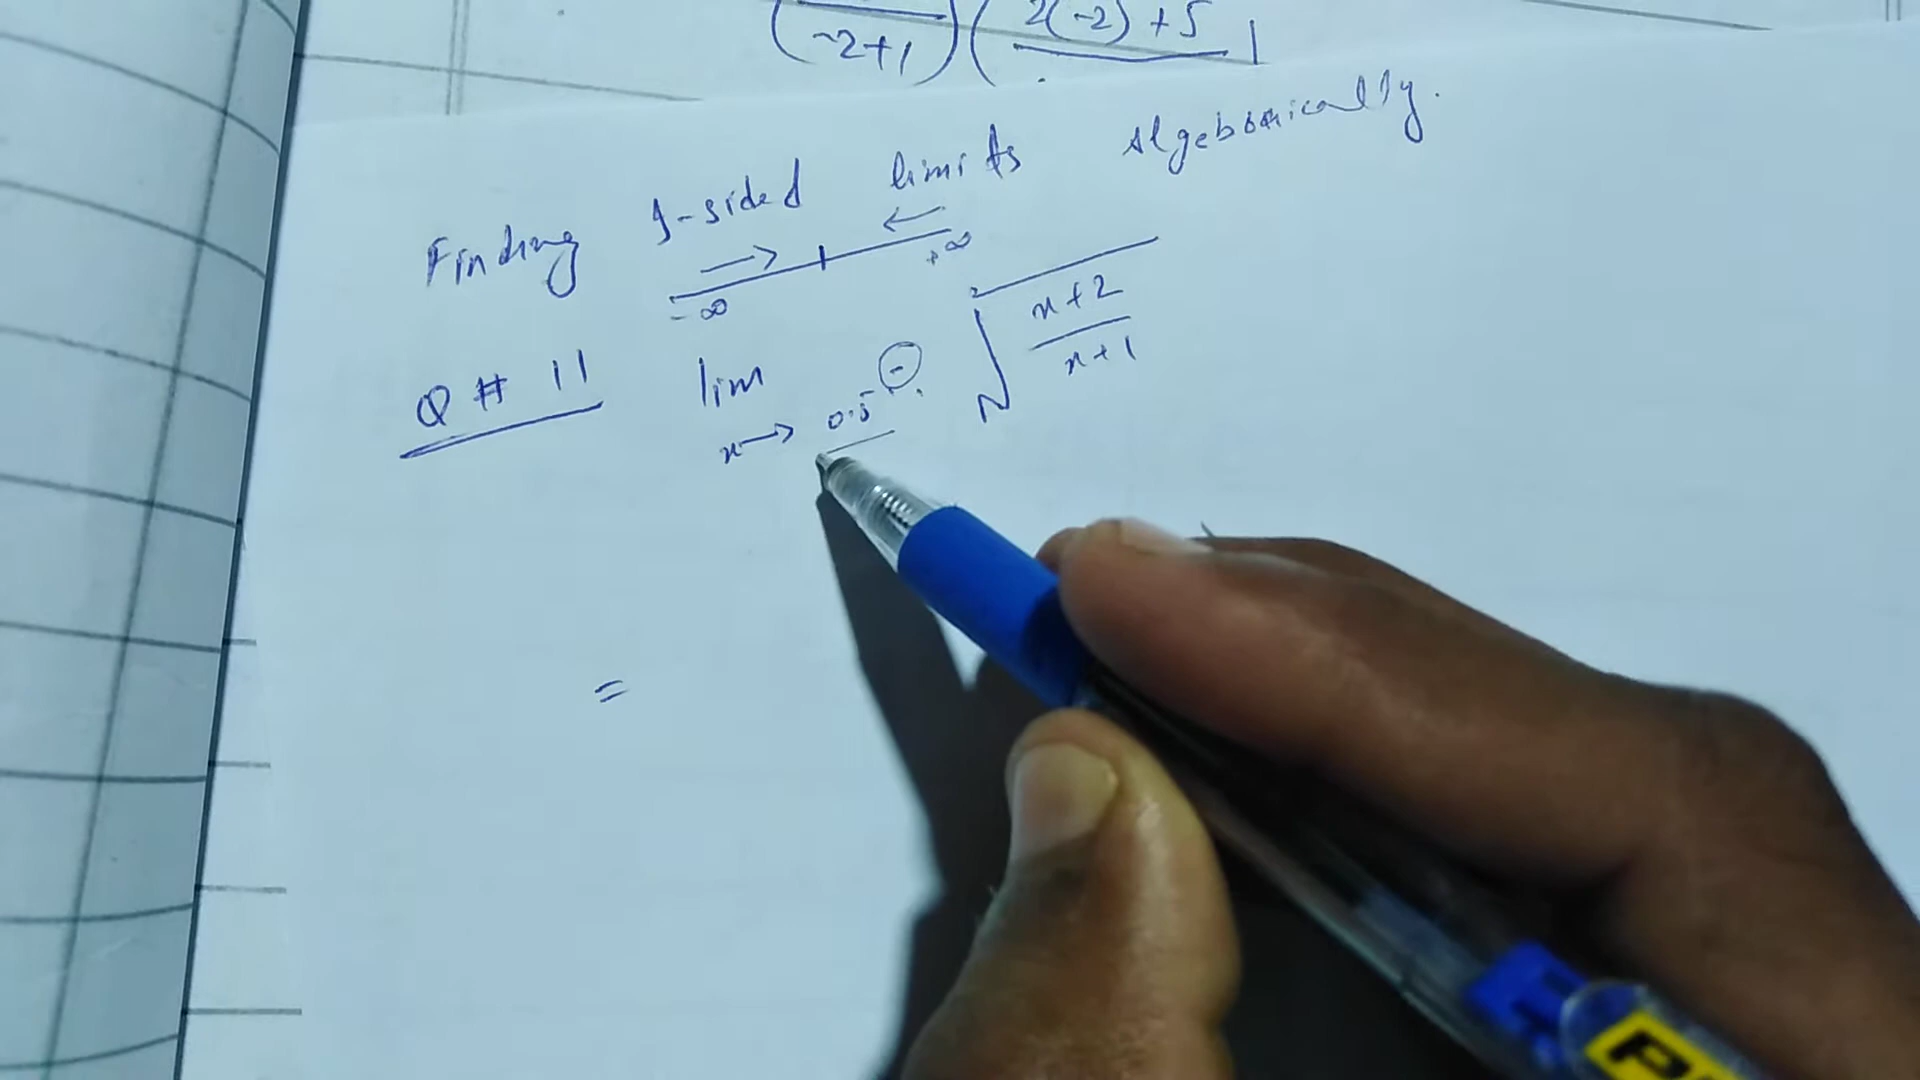 -2+1 2(-2)+5
Finding 1-sided limits Algebraically.
-∞ +∞
Q # 11 lim x→0.5⁻ √((x+2)/(x+1))
=